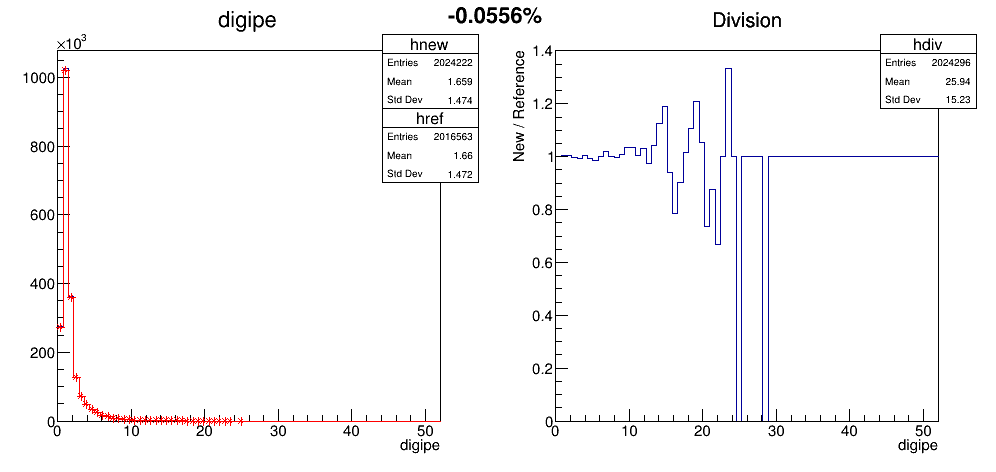 digipe
-0.0556%
Division
×10³
hnew
Entries 2024222
Mean 1.659
Std Dev 1.474
href
Entries 2016563
Mean 1.66
Std Dev 1.472
1000
800
600
400
200
0
0 10 20 30 40 50
digipe
hdiv
Entries 2024296
Mean 25.94
Std Dev 15.23
New / Reference
1.4
1.2
1
0.8
0.6
0.4
0.2
0
0 10 20 30 40 50
digipe